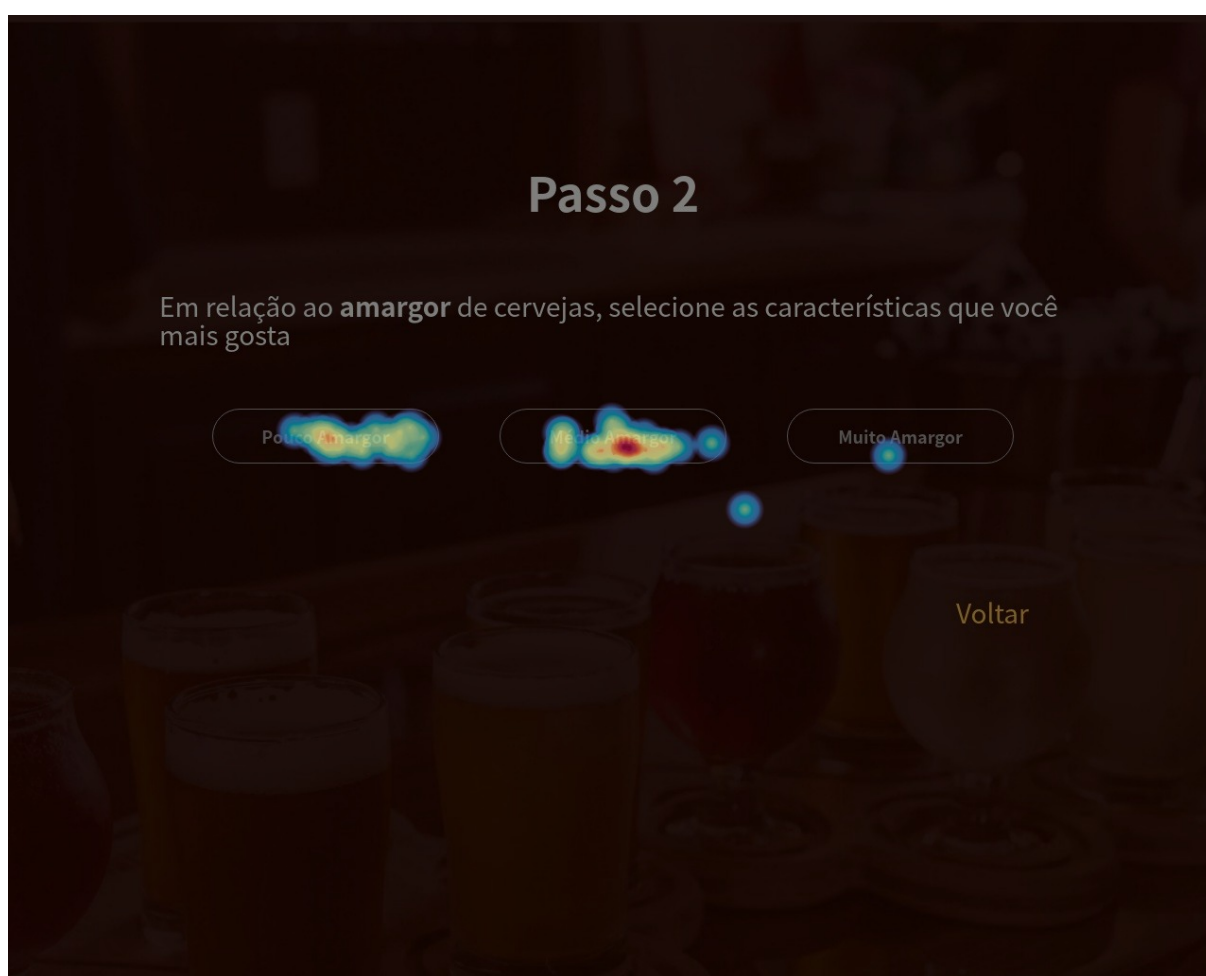 Passo 2
Em relação ao amargor de cervejas, selecione as características que você
mais gosta
Pouco Amargor
Médio Amargor
Muito Amargor
Voltar